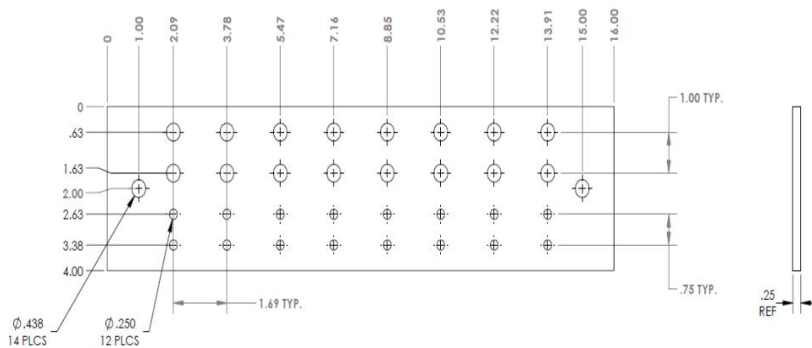 0
1.00
2.09
3.78
5.47
7.16
8.85
10.53
12.22
13.91
15.00
16.00
0
.63
1.63
2.00
2.63
3.38
4.00
1.00 TYP.
.75 TYP.
1.69 TYP.
Ø.438
14 PLCS
Ø.250
12 PLCS
.25
REF